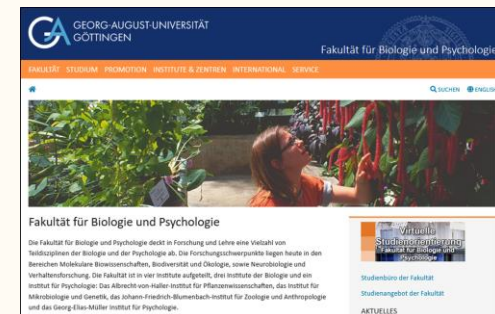 GEORG-AUGUST-UNIVERSITÄT
GÖTTINGEN
Fakultät für Biologie und Psychologie
FAKULTÄT STUDIUM PROMOTION INSTITUTE & ZENTREN INTERNATIONAL SERVICE
SUCHEN ENGLISH
Fakultät für Biologie und Psychologie
Die Fakultät für Biologie und Psychologie deckt in Forschung und Lehre eine Vielzahl von
Teildisziplinen der Biologie und der Psychologie ab. Die Forschungsschwerpunkte liegen heute in den
Bereichen Molekulare Biowissenschaften, Biodiversität und Ökologie, sowie Neurobiologie und
Verhaltensforschung. Die Fakultät ist in vier Institute aufgeteilt, drei Institute der Biologie und ein
Institut für Psychologie: Das Albrecht-von-Haller-Institut für Pflanzenwissenschaften, das Institut für
Mikrobiologie und Genetik, das Johann-Friedrich-Blumenbach-Institut für Zoologie und Anthropologie
und das Georg-Elias-Müller Institut für Psychologie.
Virtuelle
Studienorientierung
Fakultät für Biologie und
Psychologie
Studienbüro der Fakultät
Studienangebot der Fakultät
AKTUELLES